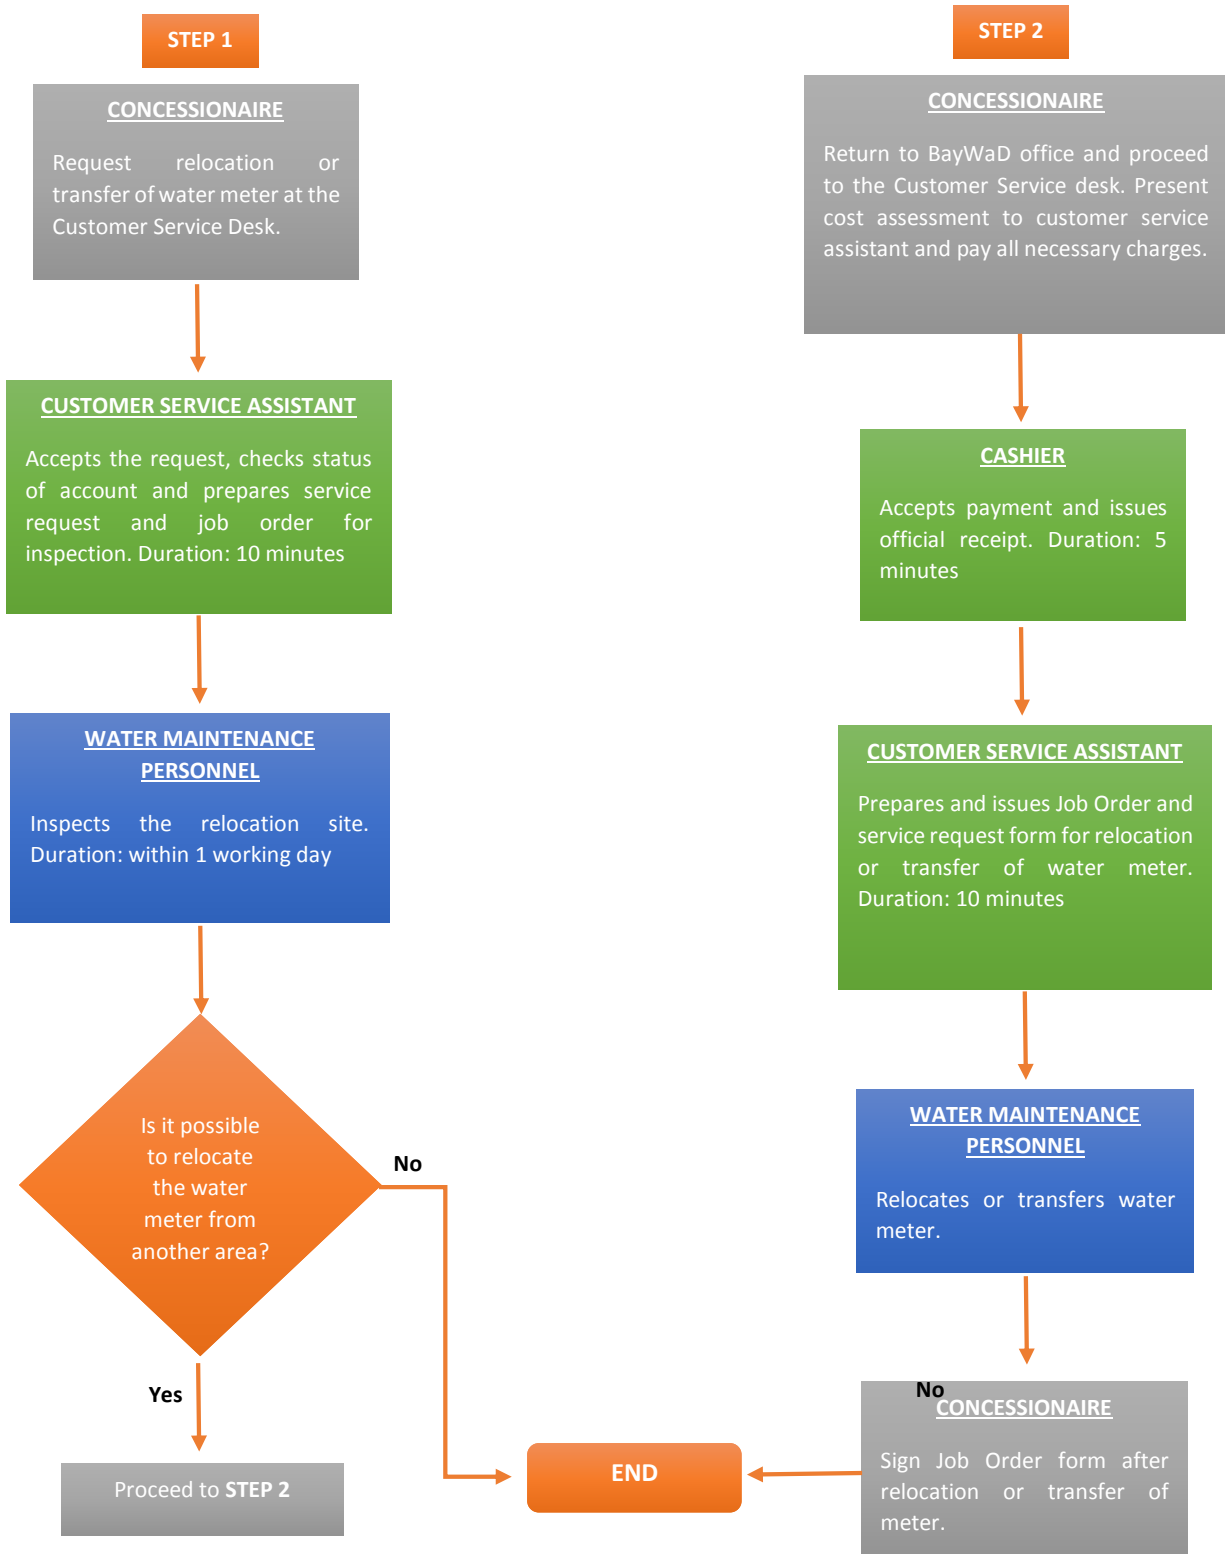 STEP 1
CONCESSIONAIRE
Request relocation or
transfer of water meter at the
Customer Service Desk.
CUSTOMER SERVICE ASSISTANT
Accepts the request, checks status
of account and prepares service
request and job order for
inspection. Duration: 10 minutes
WATER MAINTENANCE
PERSONNEL
Inspects the relocation site.
Duration: within 1 working day
Is it possible
to relocate
the water
meter from
another area?
No
Yes
Proceed to STEP 2
END
STEP 2
CONCESSIONAIRE
Return to BayWaD office and proceed
to the Customer Service desk. Present
cost assessment to customer service
assistant and pay all necessary charges.
CASHIER
Accepts payment and issues
official receipt. Duration: 5
minutes
CUSTOMER SERVICE ASSISTANT
Prepares and issues Job Order and
service request form for relocation
or transfer of water meter.
Duration: 10 minutes
WATER MAINTENANCE
PERSONNEL
Relocates or transfers water
meter.
No
CONCESSIONAIRE
Sign Job Order form after
relocation or transfer of
meter.